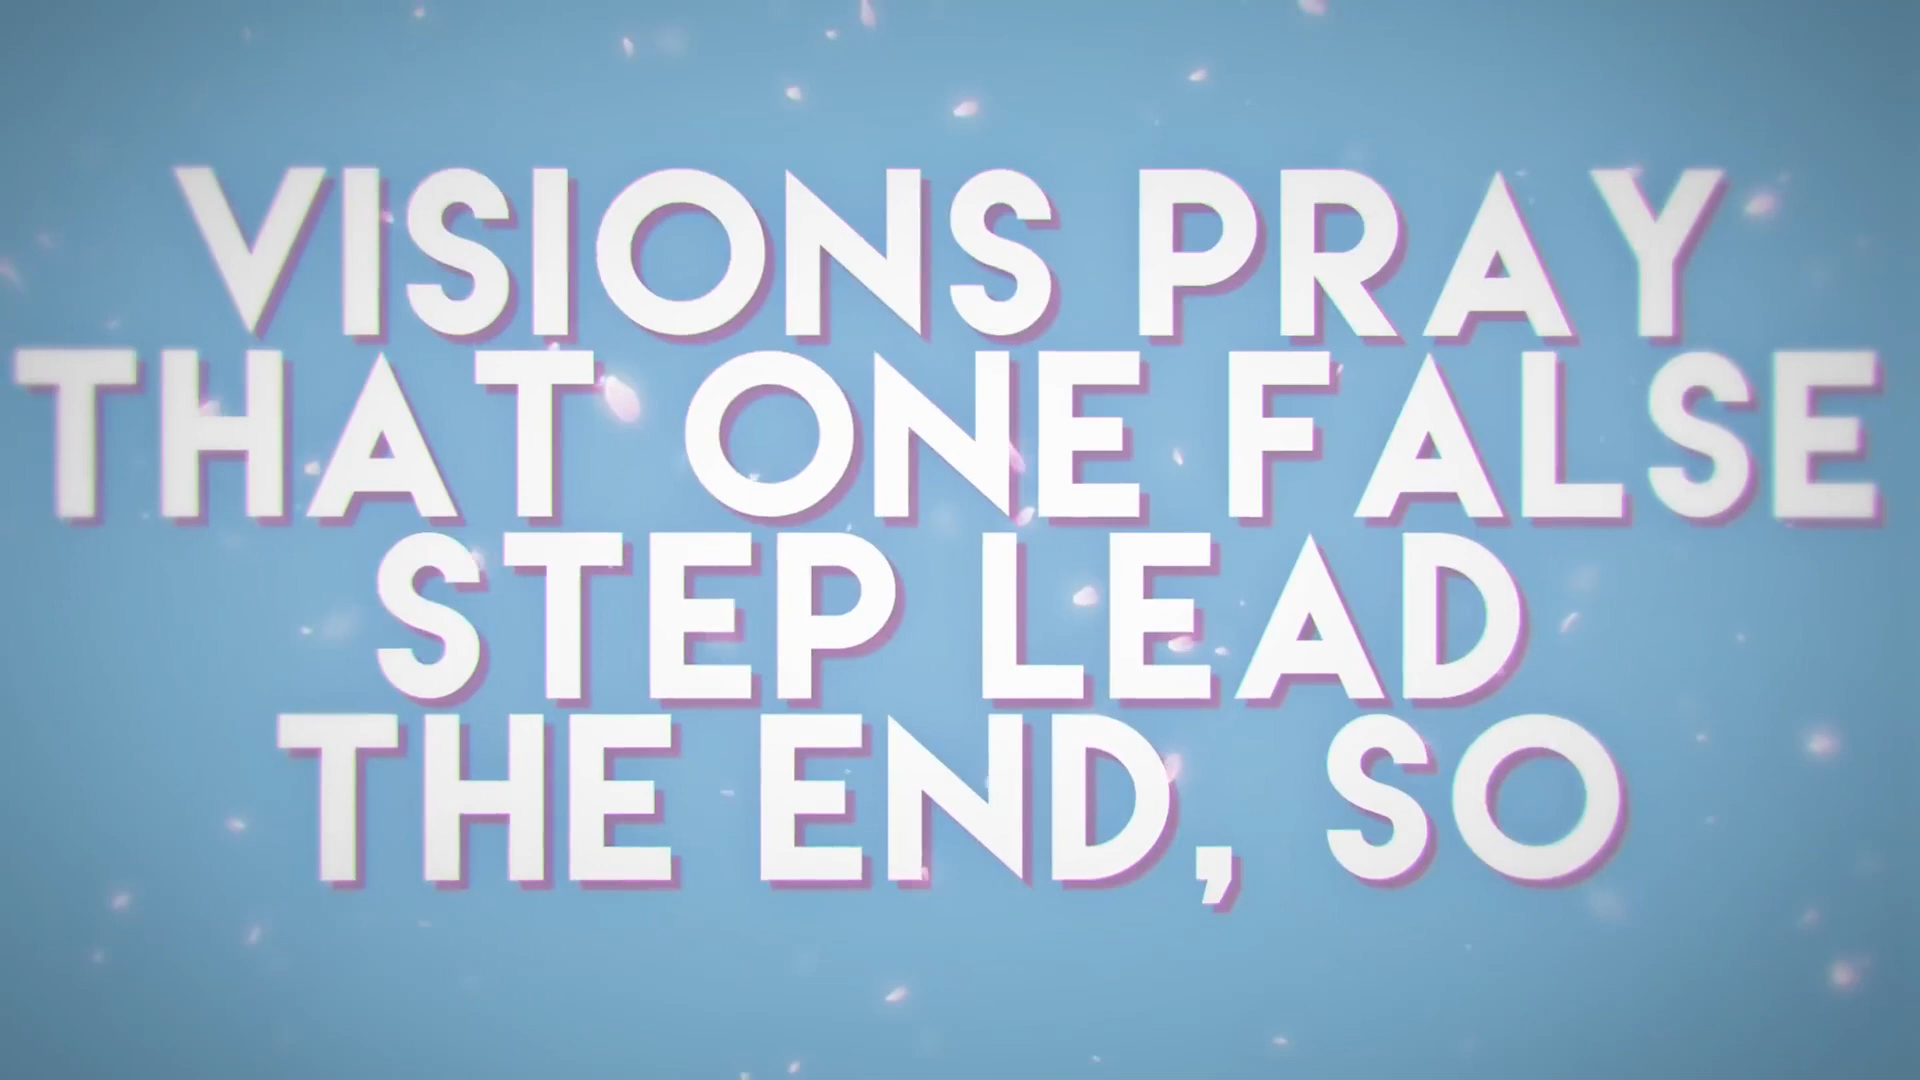 VISIONS PRAY
THAT ONE FALSE
STEP LEAD
THE END, SO